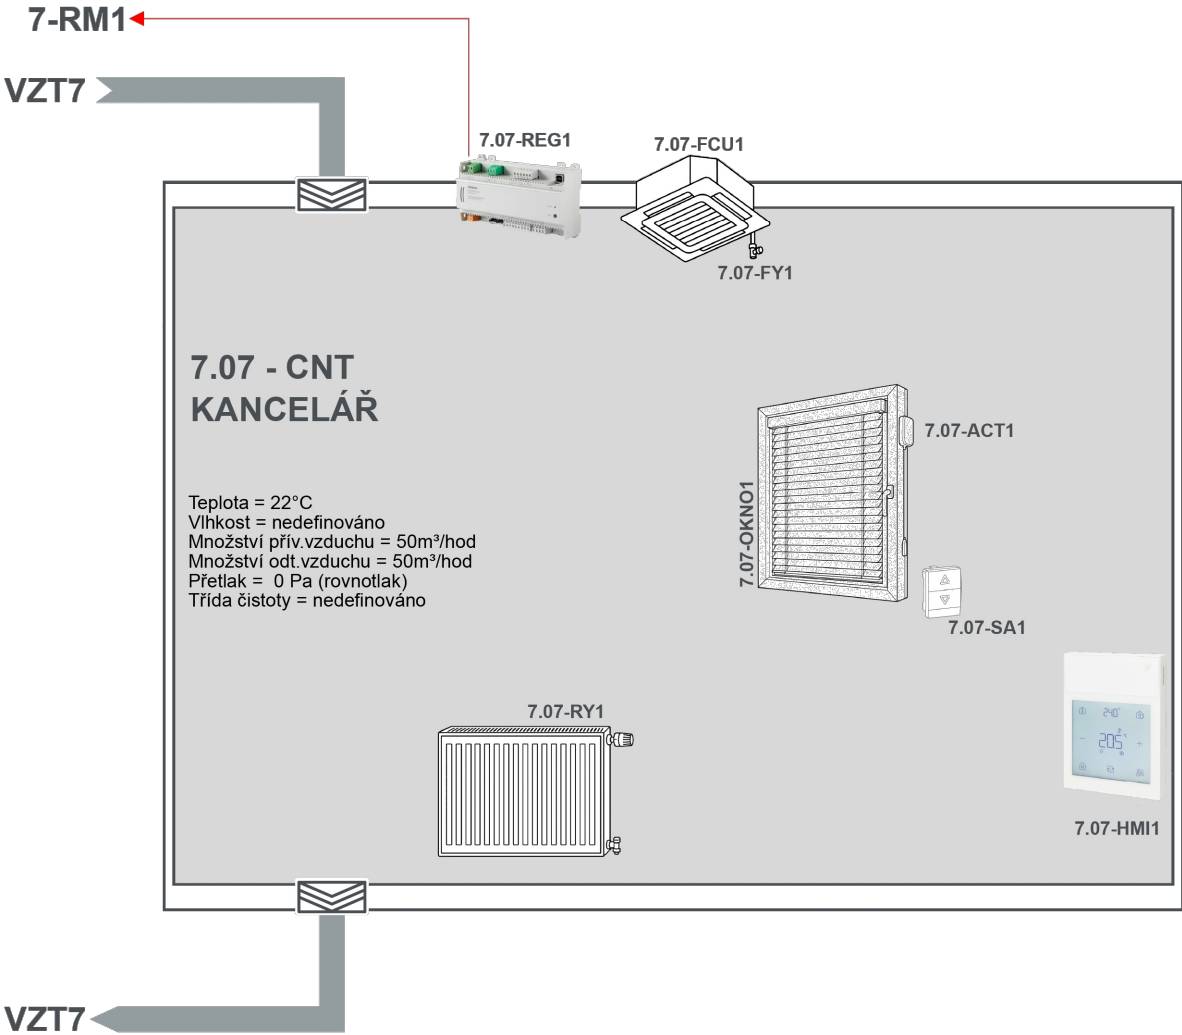 7-RM1
VZT7
7.07-REG1
7.07-FCU1
7.07-FY1
7.07 - CNT
KANCELÁŘ
7.07-ACT1
7.07-OKNO1
Teplota = 22°C
Vlhkost = nedefinováno
Množství přív.vzduchu = 50m³/hod
Množství odt.vzduchu = 50m³/hod
Přetlak = 0 Pa (rovnotlak)
Třída čistoty = nedefinováno
7.07-SA1
7.07-RY1
240
205
7.07-HMI1
VZT7